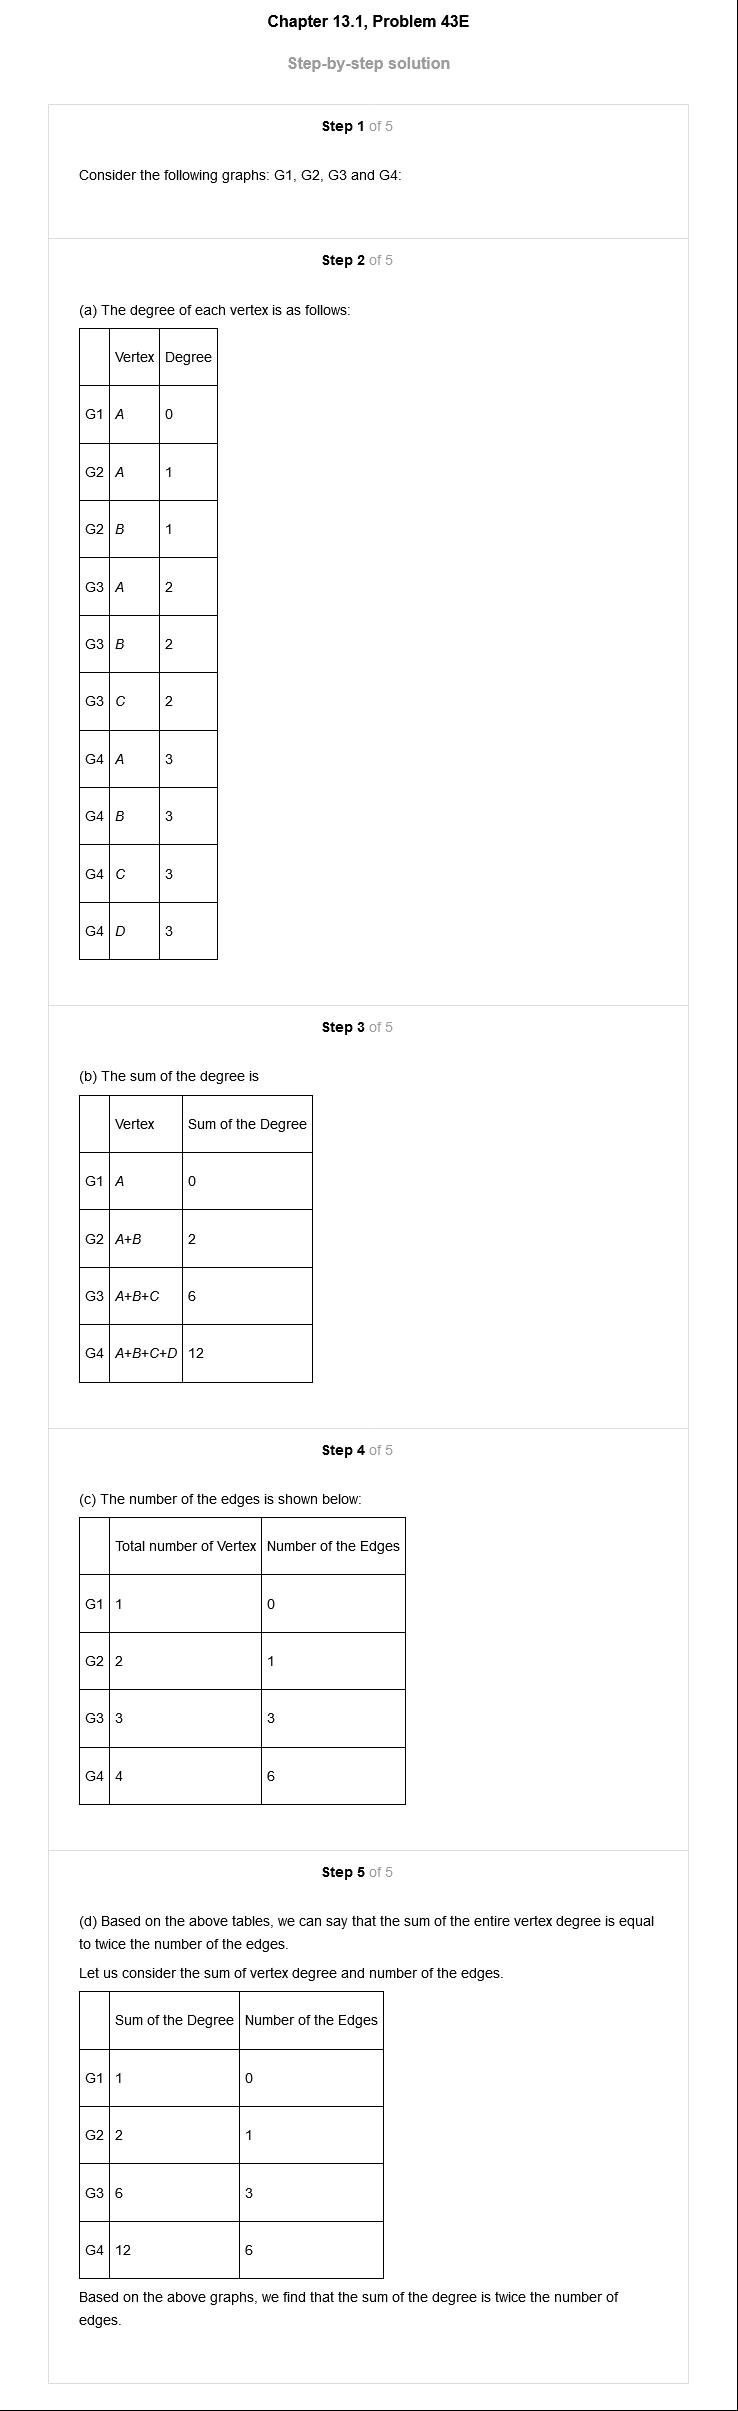 Chapter 13.1, Problem 43E
Step-by-step solution
Step 1 of 5
Consider the following graphs: G1, G2, G3 and G4:
Step 2 of 5
(a) The degree of each vertex is as follows:
Vertex Degree
G1 A 0
G2 A 1
G2 B 1
G3 A 2
G3 B 2
G3 C 2
G4 A 3
G4 B 3
G4 C 3
G4 D 3
Step 3 of 5
(b) The sum of the degree is
Vertex Sum of the Degree
G1 A 0
G2 A+B 2
G3 A+B+C 6
G4 A+B+C+D 12
Step 4 of 5
(c) The number of the edges is shown below:
Total number of Vertex Number of the Edges
G1 1 0
G2 2 1
G3 3 3
G4 4 6
Step 5 of 5
(d) Based on the above tables, we can say that the sum of the entire vertex degree is equal
to twice the number of the edges.
Let us consider the sum of vertex degree and number of the edges.
Sum of the Degree Number of the Edges
G1 1 0
G2 2 1
G3 6 3
G4 12 6
Based on the above graphs, we find that the sum of the degree is twice the number of
edges.